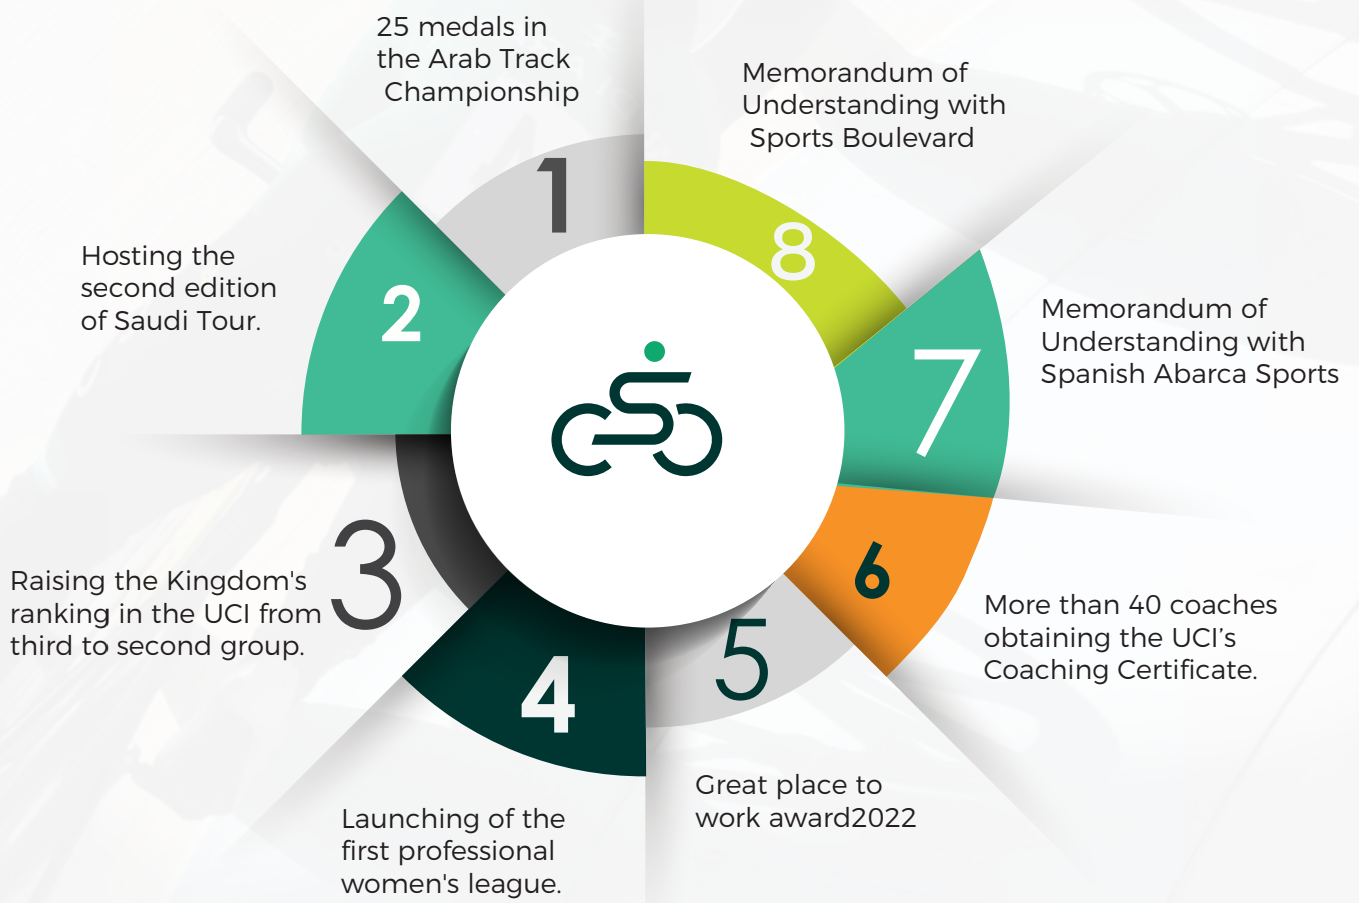 25 medals in
the Arab Track
Championship
1
Hosting the
second edition
of Saudi Tour.
2
Raising the Kingdom's
ranking in the UCI from
third to second group.
3
4
Launching of the
first professional
women's league.
5
Great place to
work award2022
6
More than 40 coaches
obtaining the UCI’s
Coaching Certificate.
7
Memorandum of
Understanding with
Spanish Abarca Sports
8
Memorandum of
Understanding with
Sports Boulevard